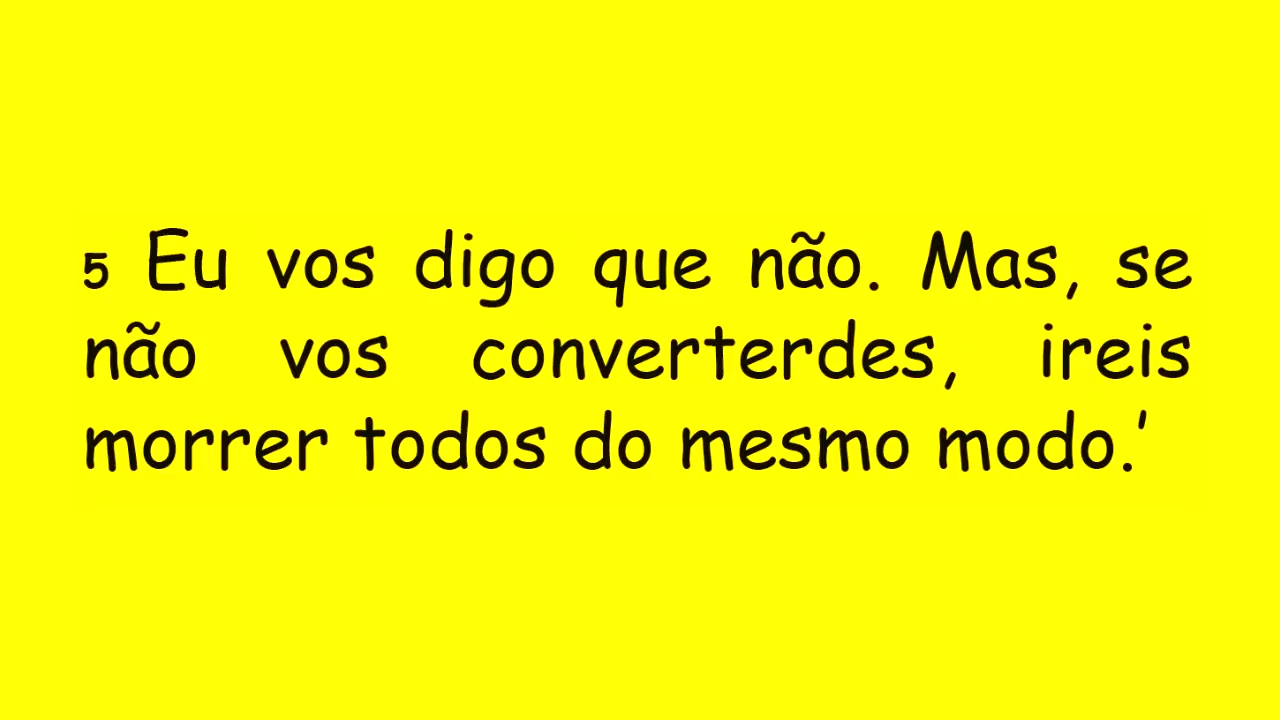 5 Eu vos digo que não. Mas, se
não vos converterdes, ireis
morrer todos do mesmo modo.’